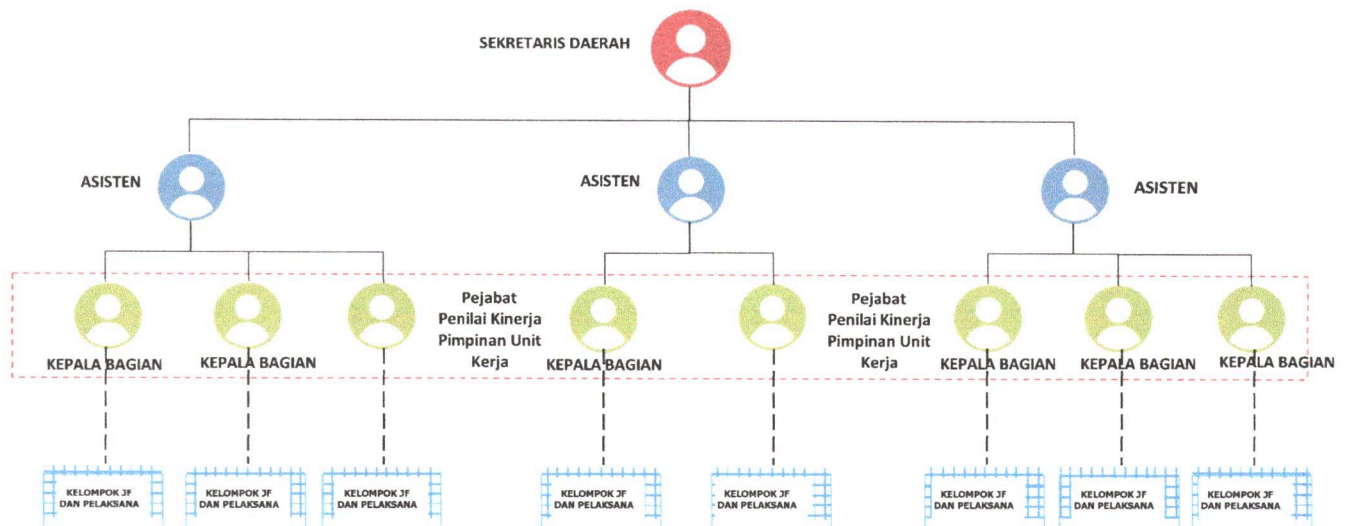 SEKRETARIS DAERAH
ASISTEN
ASISTEN
ASISTEN
KEPALA BAGIAN
KEPALA BAGIAN
Pejabat
Penilai Kinerja
Pimpinan Unit
Kerja
KEPALA BAGIAN
Pejabat
Penilai Kinerja
Pimpinan Unit
Kerja
KEPALA BAGIAN
KEPALA BAGIAN
KEPALA BAGIAN
KELOMPOK JF
DAN PELAKSANA
KELOMPOK JF
DAN PELAKSANA
KELOMPOK JF
DAN PELAKSANA
KELOMPOK JF
DAN PELAKSANA
KELOMPOK JF
DAN PELAKSANA
KELOMPOK JF
DAN PELAKSANA
KELOMPOK JF
DAN PELAKSANA
KELOMPOK JF
DAN PELAKSANA